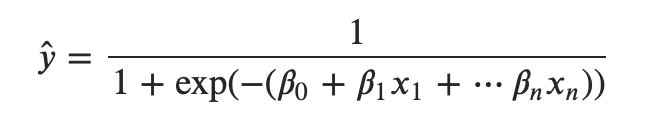 ŷ = 1 / (1 + exp(−(β₀ + β₁x₁ + ⋯ βₙxₙ)))